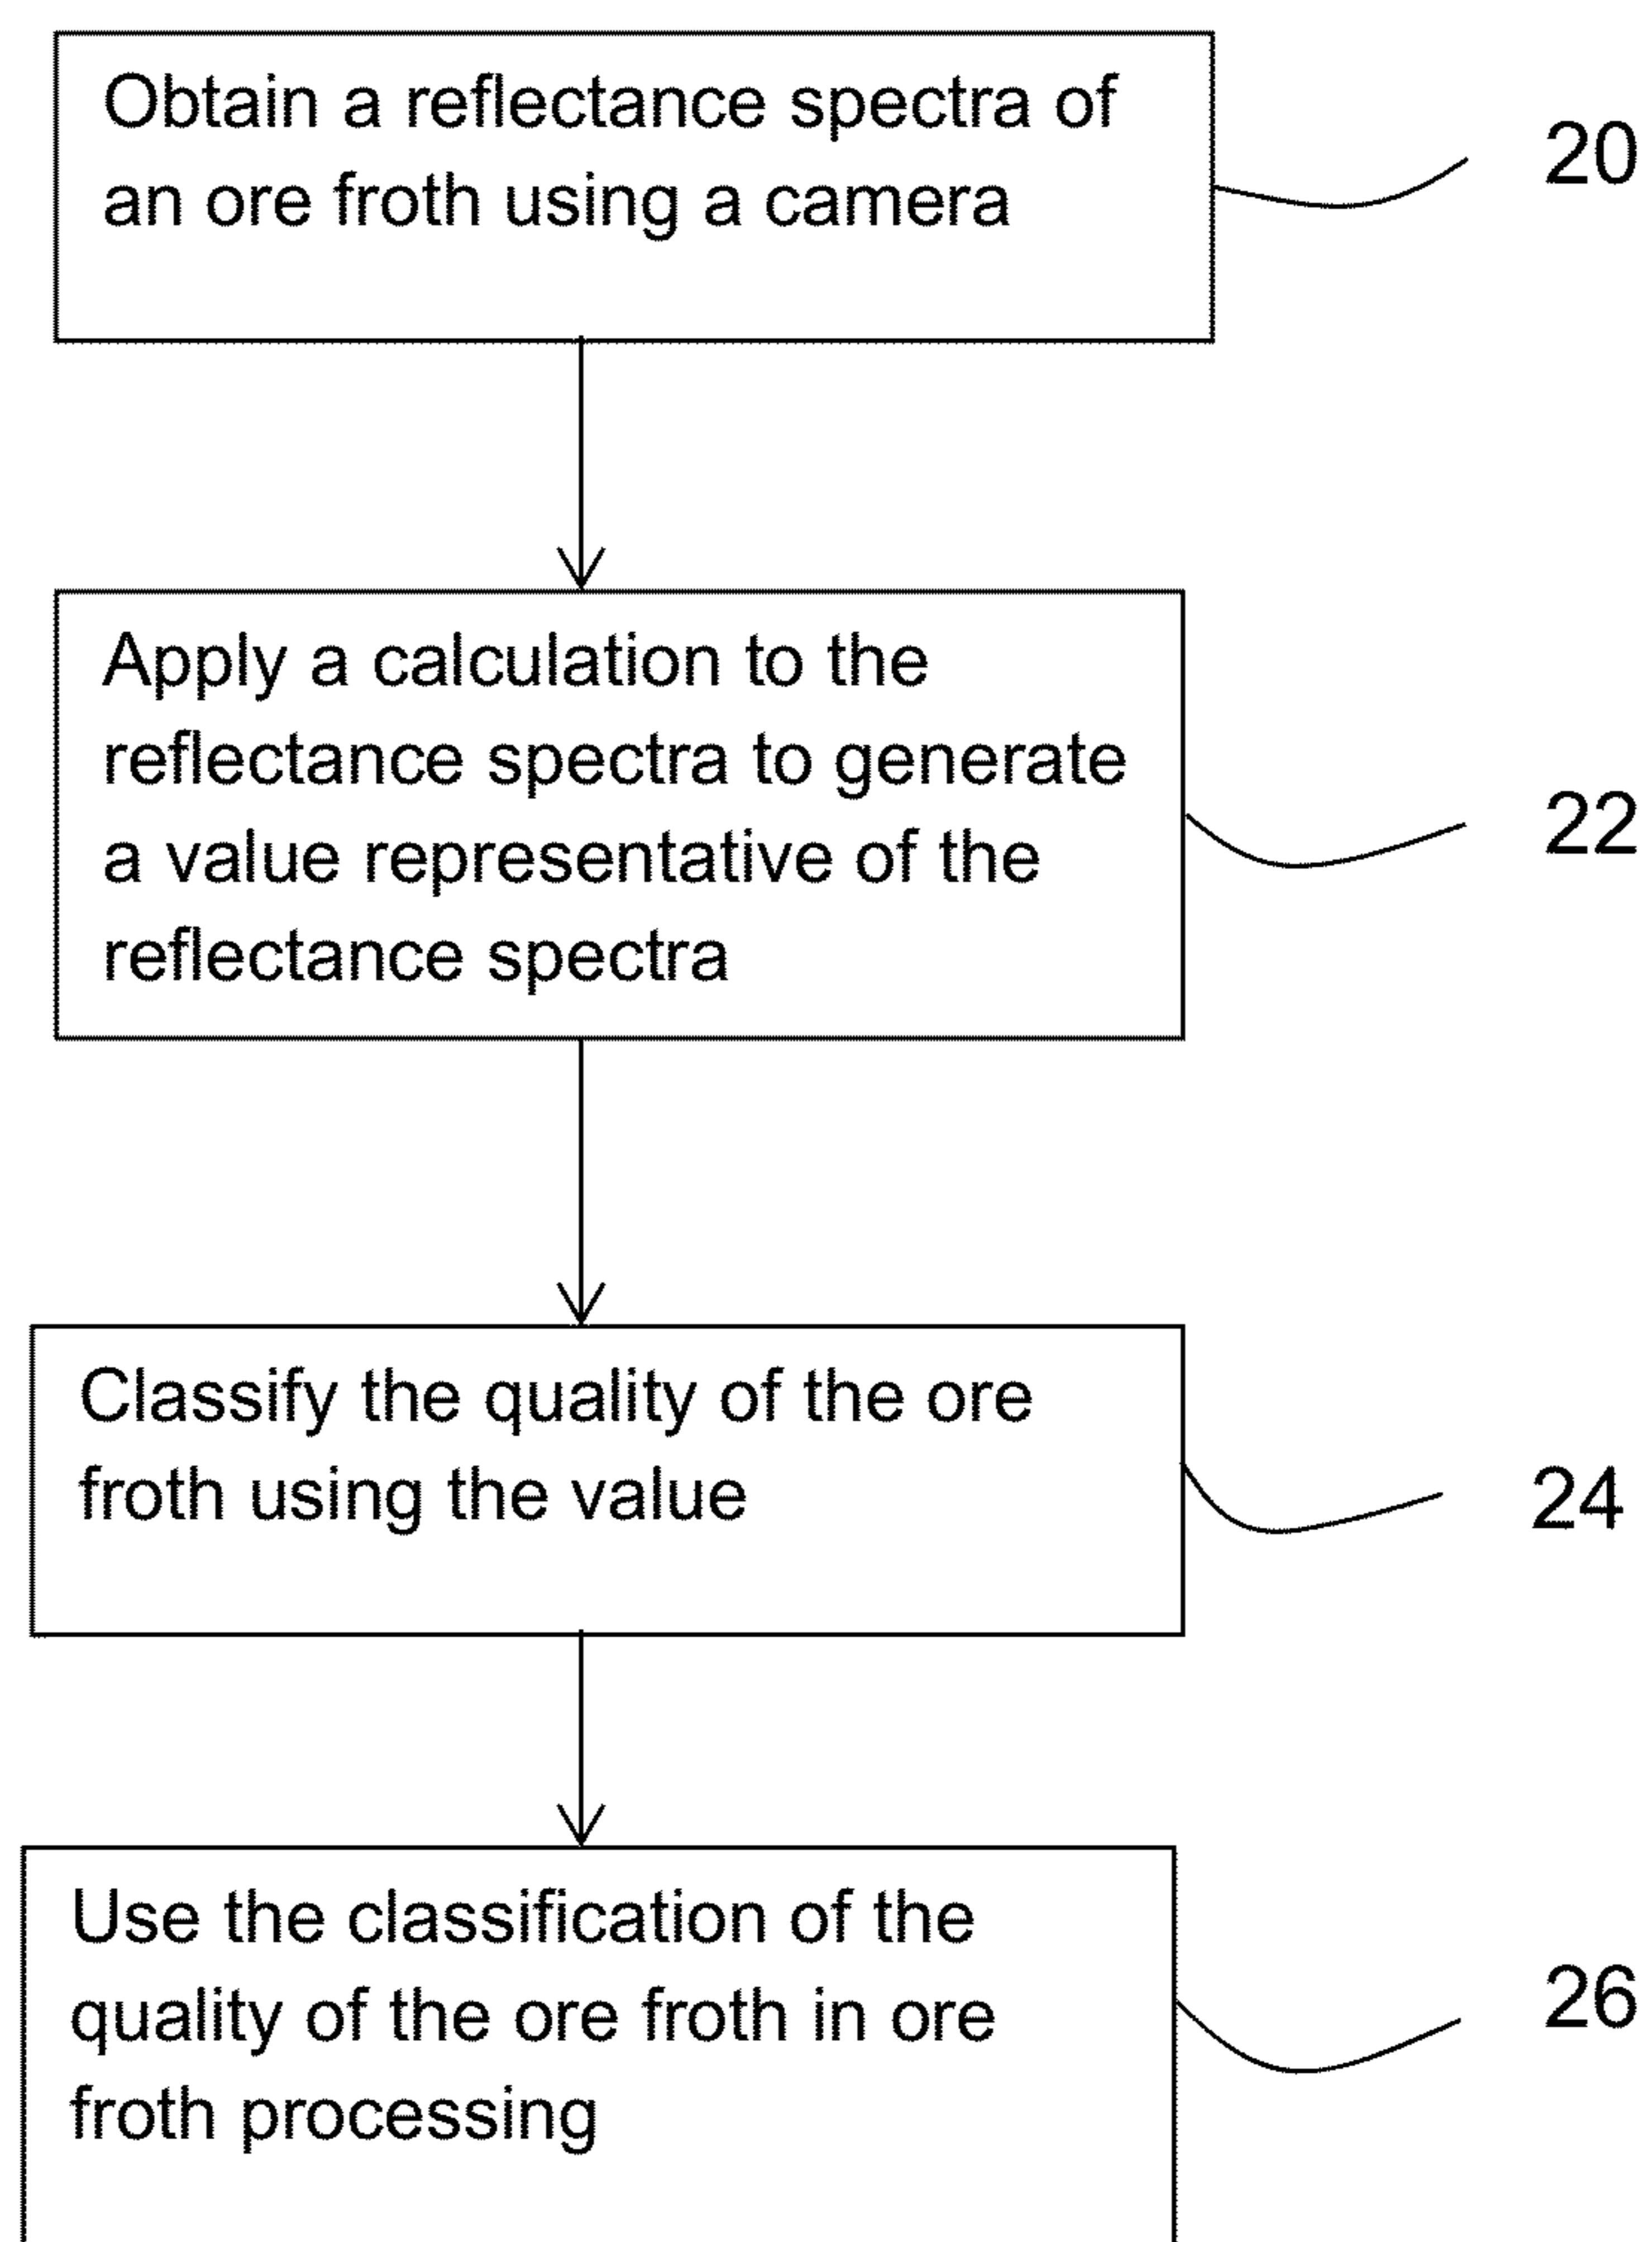 Obtain a reflectance spectra of
an ore froth using a camera
20
Apply a calculation to the
reflectance spectra to generate
a value representative of the
reflectance spectra
22
Classify the quality of the ore
froth using the value
24
Use the classification of the
quality of the ore froth in ore
froth processing
26